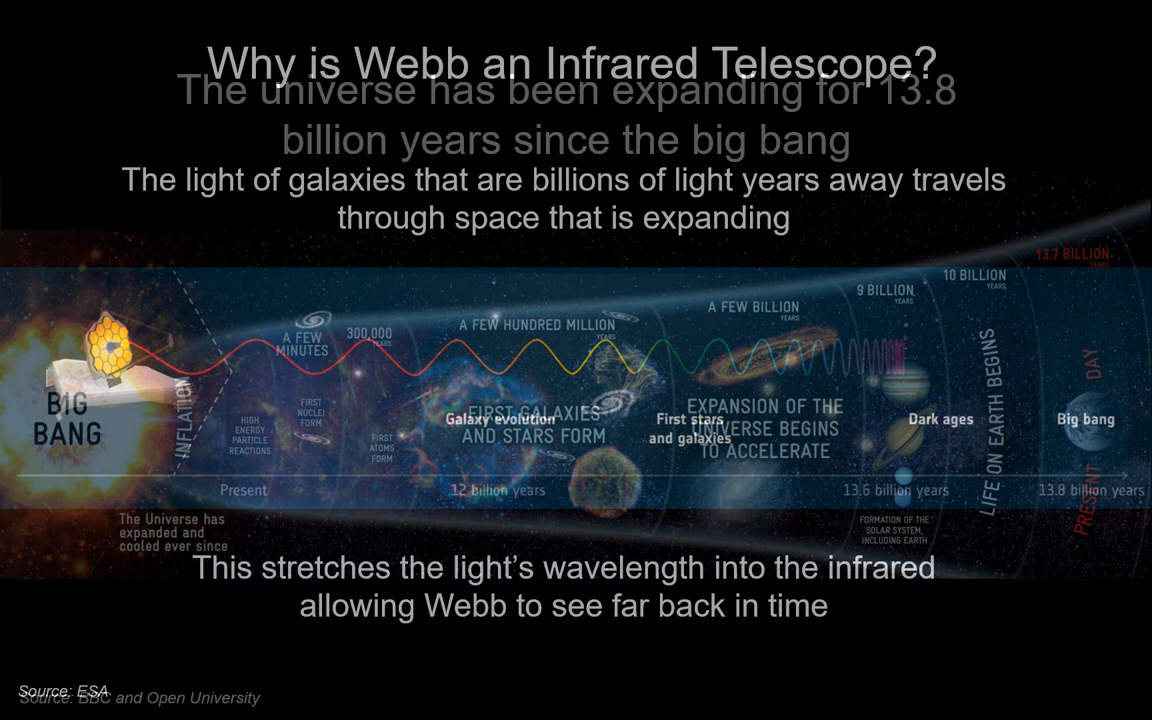 Why is Webb an Infrared Telescope?
The universe has been expanding for 13.8
billion years since the big bang
The light of galaxies that are billions of light years away travels
through space that is expanding
13.7 BILLION
YEARS
10 BILLION
YEARS
9 BILLION
YEARS
A FEW BILLION
YEARS
A FEW HUNDRED MILLION
YEARS
300,000
YEARS
A FEW
MINUTES
BIG
BANG
INFLATION
HIGH
ENERGY
PARTICLE
REACTIONS
FIRST
NUCLEI
FORM
FIRST
ATOMS
FORM
FIRST GALAXIES
AND STARS FORM
Galaxy evolution
First stars
and galaxies
EXPANSION OF THE
UNIVERSE BEGINS
TO ACCELERATE
Dark ages
LIFE ON EARTH BEGINS
Big bang
PRESENT DAY
Present
12 billion years
13.6 billion years
13.8 billion years
The Universe has
expanded and
cooled ever since
FORMATION OF THE
SOLAR SYSTEM,
INCLUDING EARTH
This stretches the light's wavelength into the infrared
allowing Webb to see far back in time
Source: ESA
Source: BBC and Open University